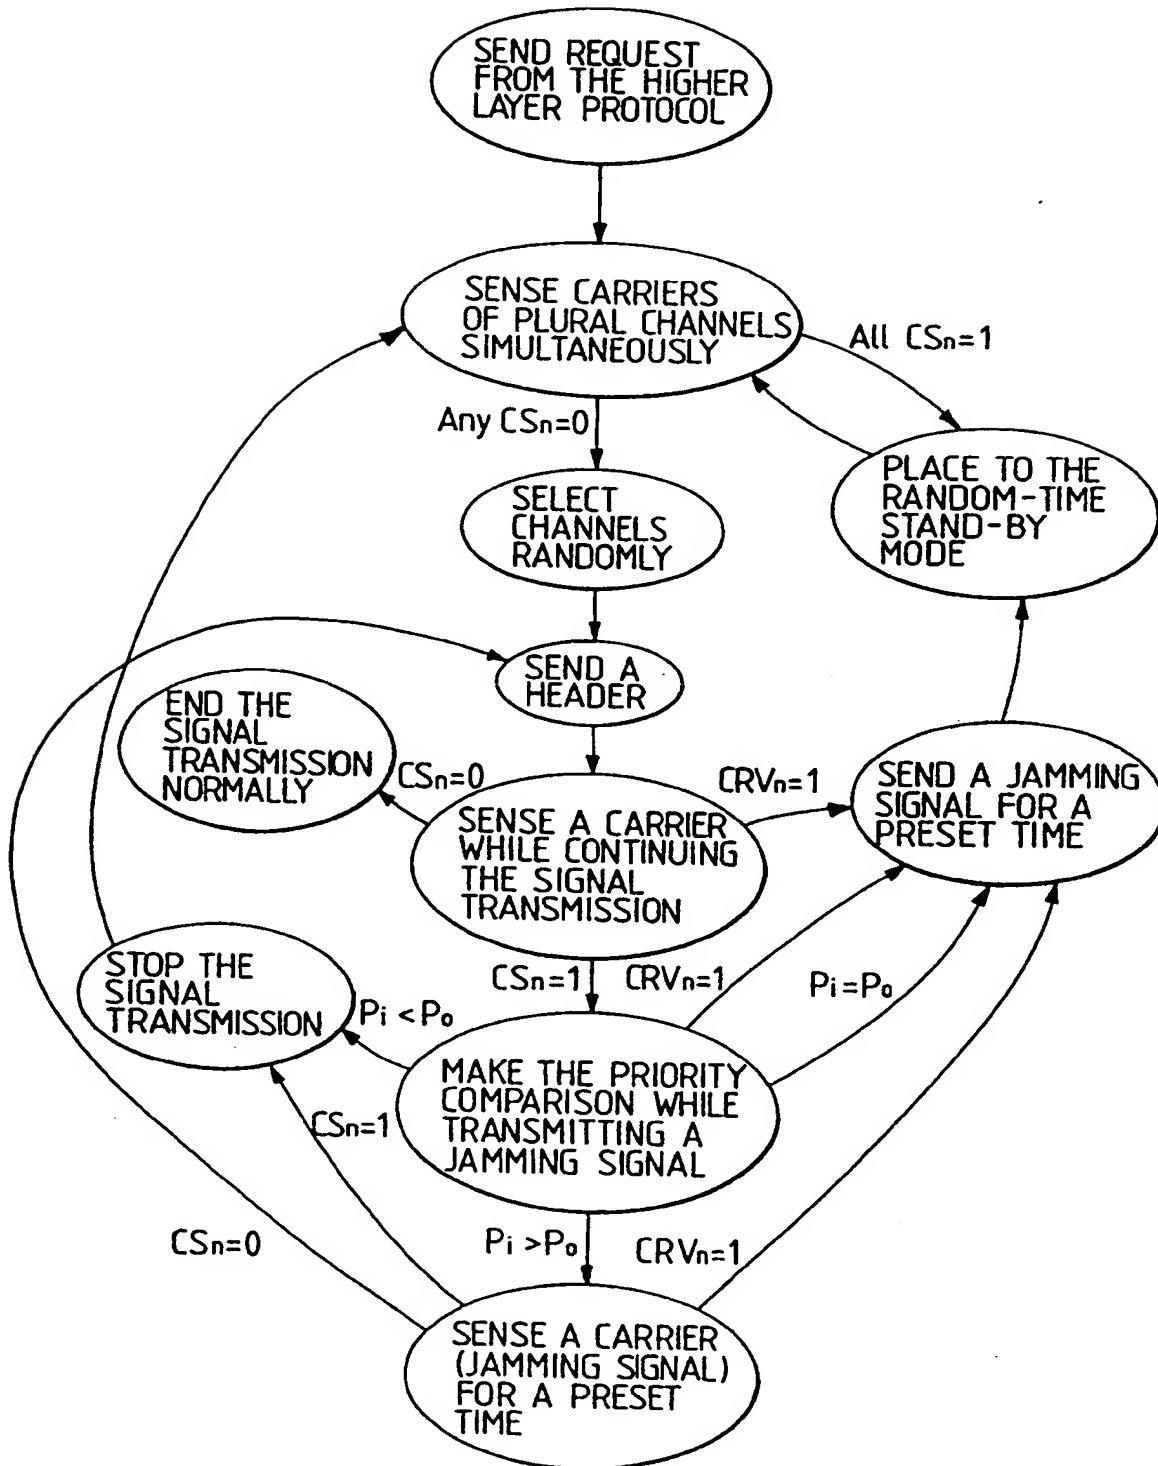 SEND REQUEST
FROM THE HIGHER
LAYER PROTOCOL
SENSE CARRIERS
OF PLURAL CHANNELS
SIMULTANEOUSLY
All CSn=1
Any CSn=0
PLACE TO THE
RANDOM-TIME
STAND-BY
MODE
SELECT
CHANNELS
RANDOMLY
SEND A
HEADER
END THE
SIGNAL
TRANSMISSION
NORMALLY
CSn=0
CRVn=1
SEND A JAMMING
SIGNAL FOR A
PRESET TIME
SENSE A CARRIER
WHILE CONTINUING
THE SIGNAL
TRANSMISSION
STOP THE
SIGNAL
TRANSMISSION
CSn=1
CRVn=1
Pi=Po
Pi<Po
MAKE THE PRIORITY
COMPARISON WHILE
TRANSMITTING A
JAMMING SIGNAL
CSn=1
CSn=0
Pi>Po
CRVn=1
SENSE A CARRIER
(JAMMING SIGNAL)
FOR A PRESET
TIME